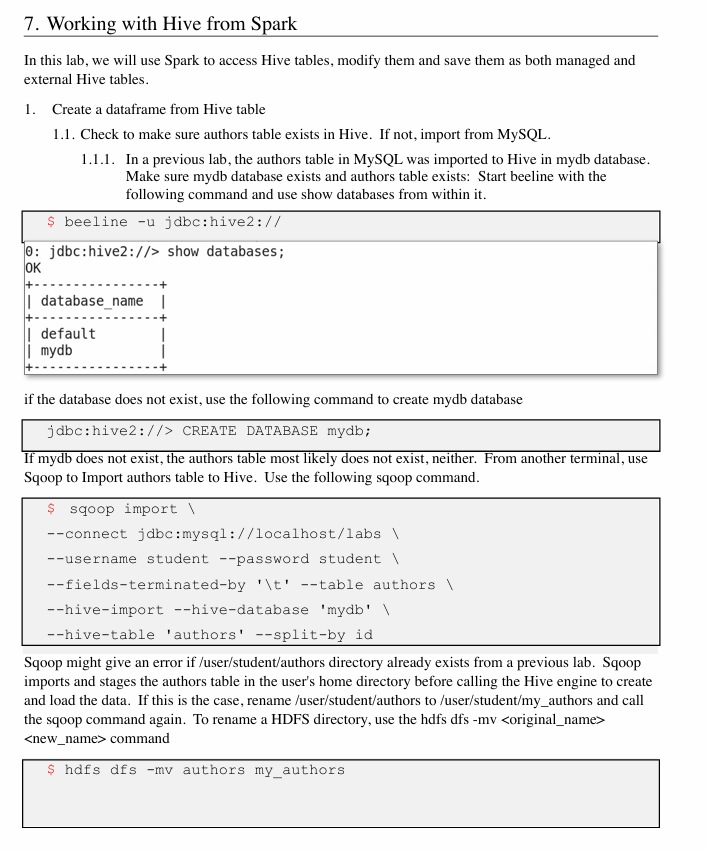 7. Working with Hive from Spark
In this lab, we will use Spark to access Hive tables, modify them and save them as both managed and
external Hive tables.
1. Create a dataframe from Hive table
1.1. Check to make sure authors table exists in Hive. If not, import from MySQL.
1.1.1. In a previous lab, the authors table in MySQL was imported to Hive in mydb database.
Make sure mydb database exists and authors table exists: Start beeline with the
following command and use show databases from within it.
$ beeline -u jdbc:hive2://
0: jdbc:hive2://> show databases;
OK
+----------------+
| database_name  |
+----------------+
| default        |
| mydb           |
+----------------+
if the database does not exist, use the following command to create mydb database
jdbc:hive2://> CREATE DATABASE mydb;
If mydb does not exist, the authors table most likely does not exist, neither. From another terminal, use
Sqoop to Import authors table to Hive. Use the following sqoop command.
$ sqoop import \
--connect jdbc:mysql://localhost/labs \
--username student --password student \
--fields-terminated-by '\t' --table authors \
--hive-import --hive-database 'mydb' \
--hive-table 'authors' --split-by id
Sqoop might give an error if /user/student/authors directory already exists from a previous lab. Sqoop
imports and stages the authors table in the user's home directory before calling the Hive engine to create
and load the data. If this is the case, rename /user/student/authors to /user/student/my_authors and call
the sqoop command again. To rename a HDFS directory, use the hdfs dfs -mv <original_name>
<new_name> command
$ hdfs dfs -mv authors my_authors